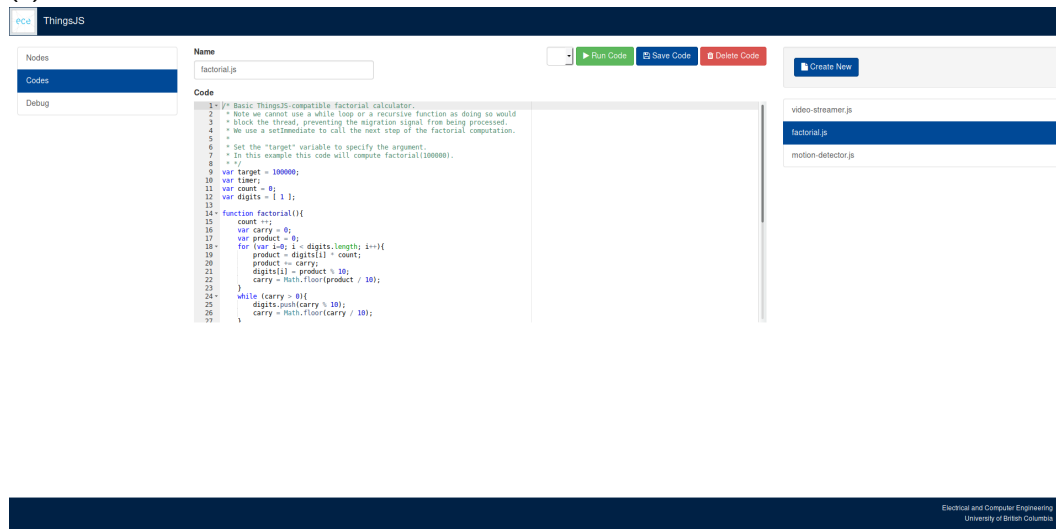 ece ThingsJS
Nodes
Codes
Debug
Name
factorial.js
Run Code
Save Code
Delete Code
Code
1 /* Basic ThingsJS-compatible factorial calculator.
2 * Note we cannot use a while loop or a recursive function as doing so would
3 * block the thread, preventing the migration signal from being processed.
4 * We use a setImmediate to call the next step of the factorial computation.
5 *
6 * Set the "target" variable to specify the argument.
7 * In this example this code will compute factorial(100000).
8 * */
9 var target = 100000;
10 var timer;
11 var count = 0;
12 var digits = [ 1 ];
13
14 function factorial(){
15 count ++;
16 var carry = 0;
17 var product = 0;
18 for (var i=0; i < digits.length; i++){
19 product = digits[i] * count;
20 product += carry;
21 digits[i] = product % 10;
22 carry = Math.floor(product / 10);
23 }
24 while (carry > 0){
25 digits.push(carry % 10);
26 carry = Math.floor(carry / 10);
27 }
Create New
video-streamer.js
factorial.js
motion-detector.js
Electrical and Computer Engineering
University of British Columbia